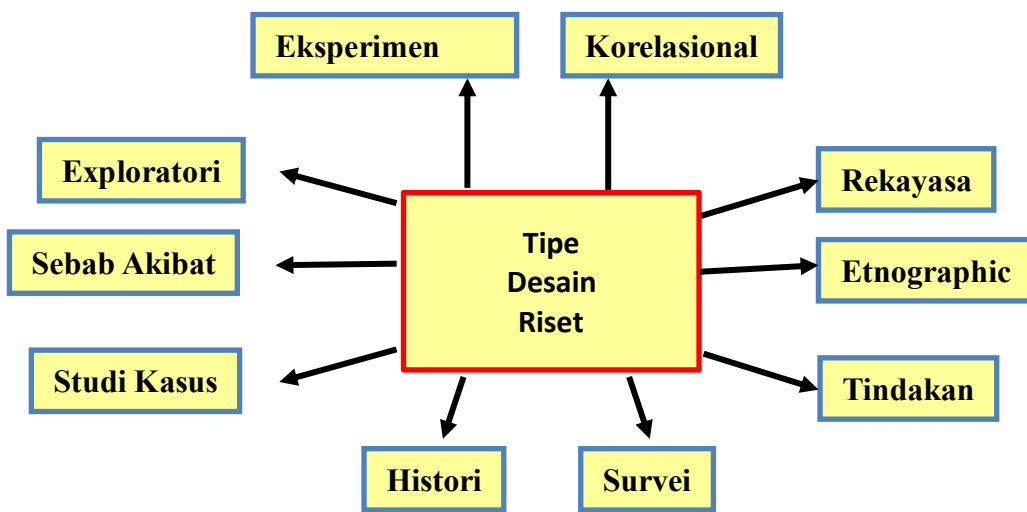 Eksperimen
Korelasional
Exploratori
Rekayasa
Tipe
Desain
Riset
Sebab Akibat
Etnographic
Studi Kasus
Tindakan
Histori
Survei